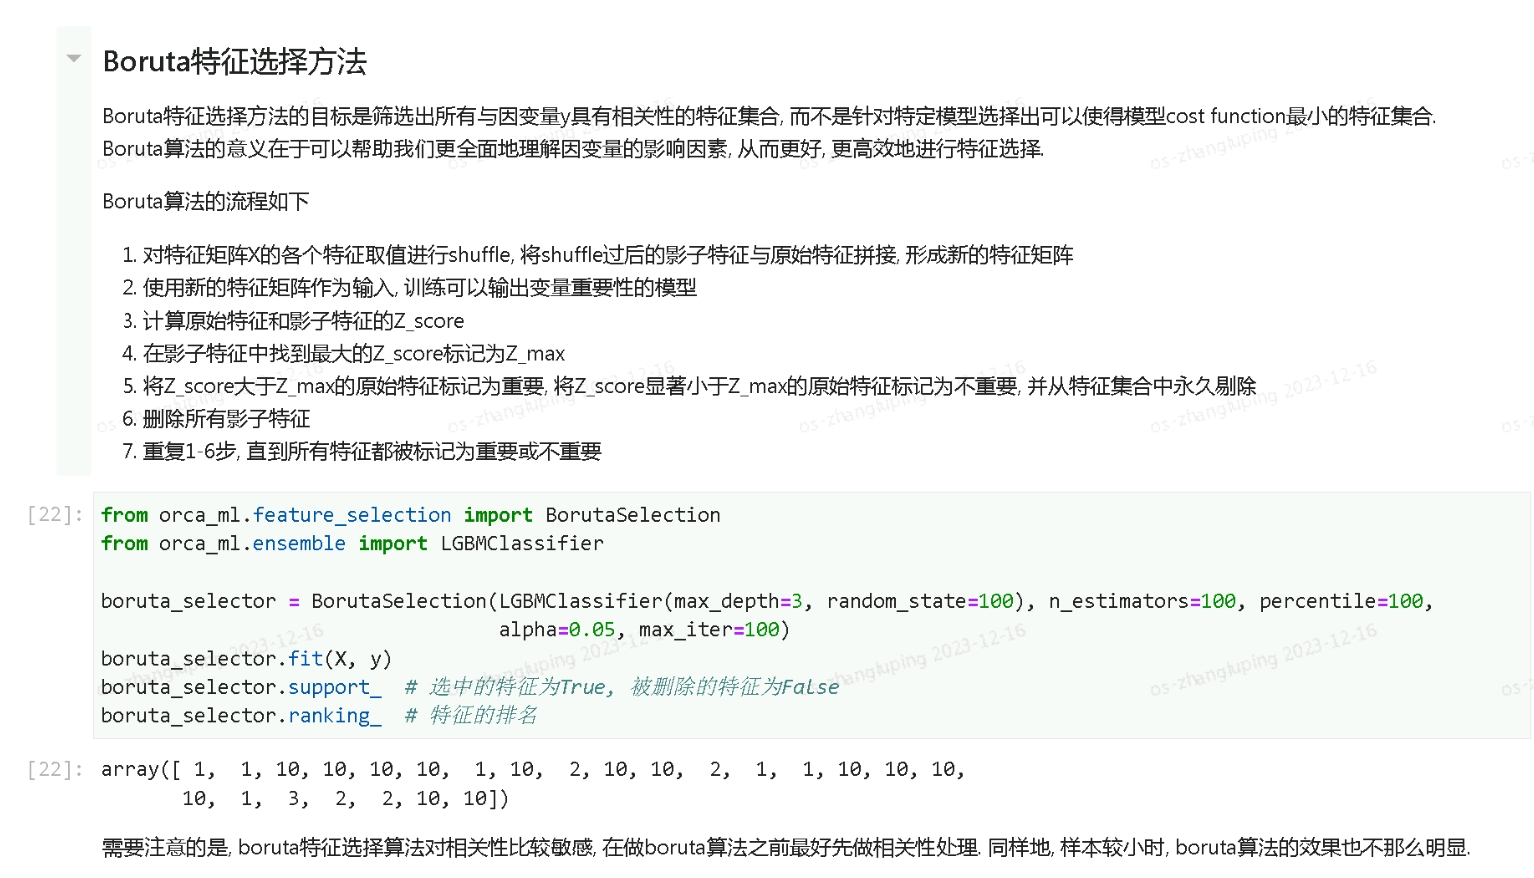 Boruta特征选择方法
Boruta特征选择方法的目标是筛选出所有与因变量y具有相关性的特征集合, 而不是针对特定模型选择出可以使得模型cost function最小的特征集合.
Boruta算法的意义在于可以帮助我们更全面地理解因变量的影响因素, 从而更好, 更高效地进行特征选择.
Boruta算法的流程如下
1. 对特征矩阵X的各个特征取值进行shuffle, 将shuffle过后的影子特征与原始特征拼接, 形成新的特征矩阵
2. 使用新的特征矩阵作为输入, 训练可以输出变量重要性的模型
3. 计算原始特征和影子特征的Z_score
4. 在影子特征中找到最大的Z_score标记为Z_max
5. 将Z_score大于Z_max的原始特征标记为重要, 将Z_score显著小于Z_max的原始特征标记为不重要, 并从特征集合中永久剔除
6. 删除所有影子特征
7. 重复1-6步, 直到所有特征都被标记为重要或不重要
[22]: from orca_ml.feature_selection import BorutaSelection
from orca_ml.ensemble import LGBMClassifier
boruta_selector = BorutaSelection(LGBMClassifier(max_depth=3, random_state=100), n_estimators=100, percentile=100,
alpha=0.05, max_iter=100)
boruta_selector.fit(X, y)
boruta_selector.support_ # 选中的特征为True, 被删除的特征为False
boruta_selector.ranking_ # 特征的排名
[22]: array([ 1, 1, 10, 10, 10, 10, 1, 10, 2, 10, 10, 2, 1, 1, 10, 10, 10,
10, 1, 3, 2, 2, 10, 10])
需要注意的是, boruta特征选择算法对相关性比较敏感, 在做boruta算法之前最好先做相关性处理. 同样地, 样本较小时, boruta算法的效果也不那么明显.